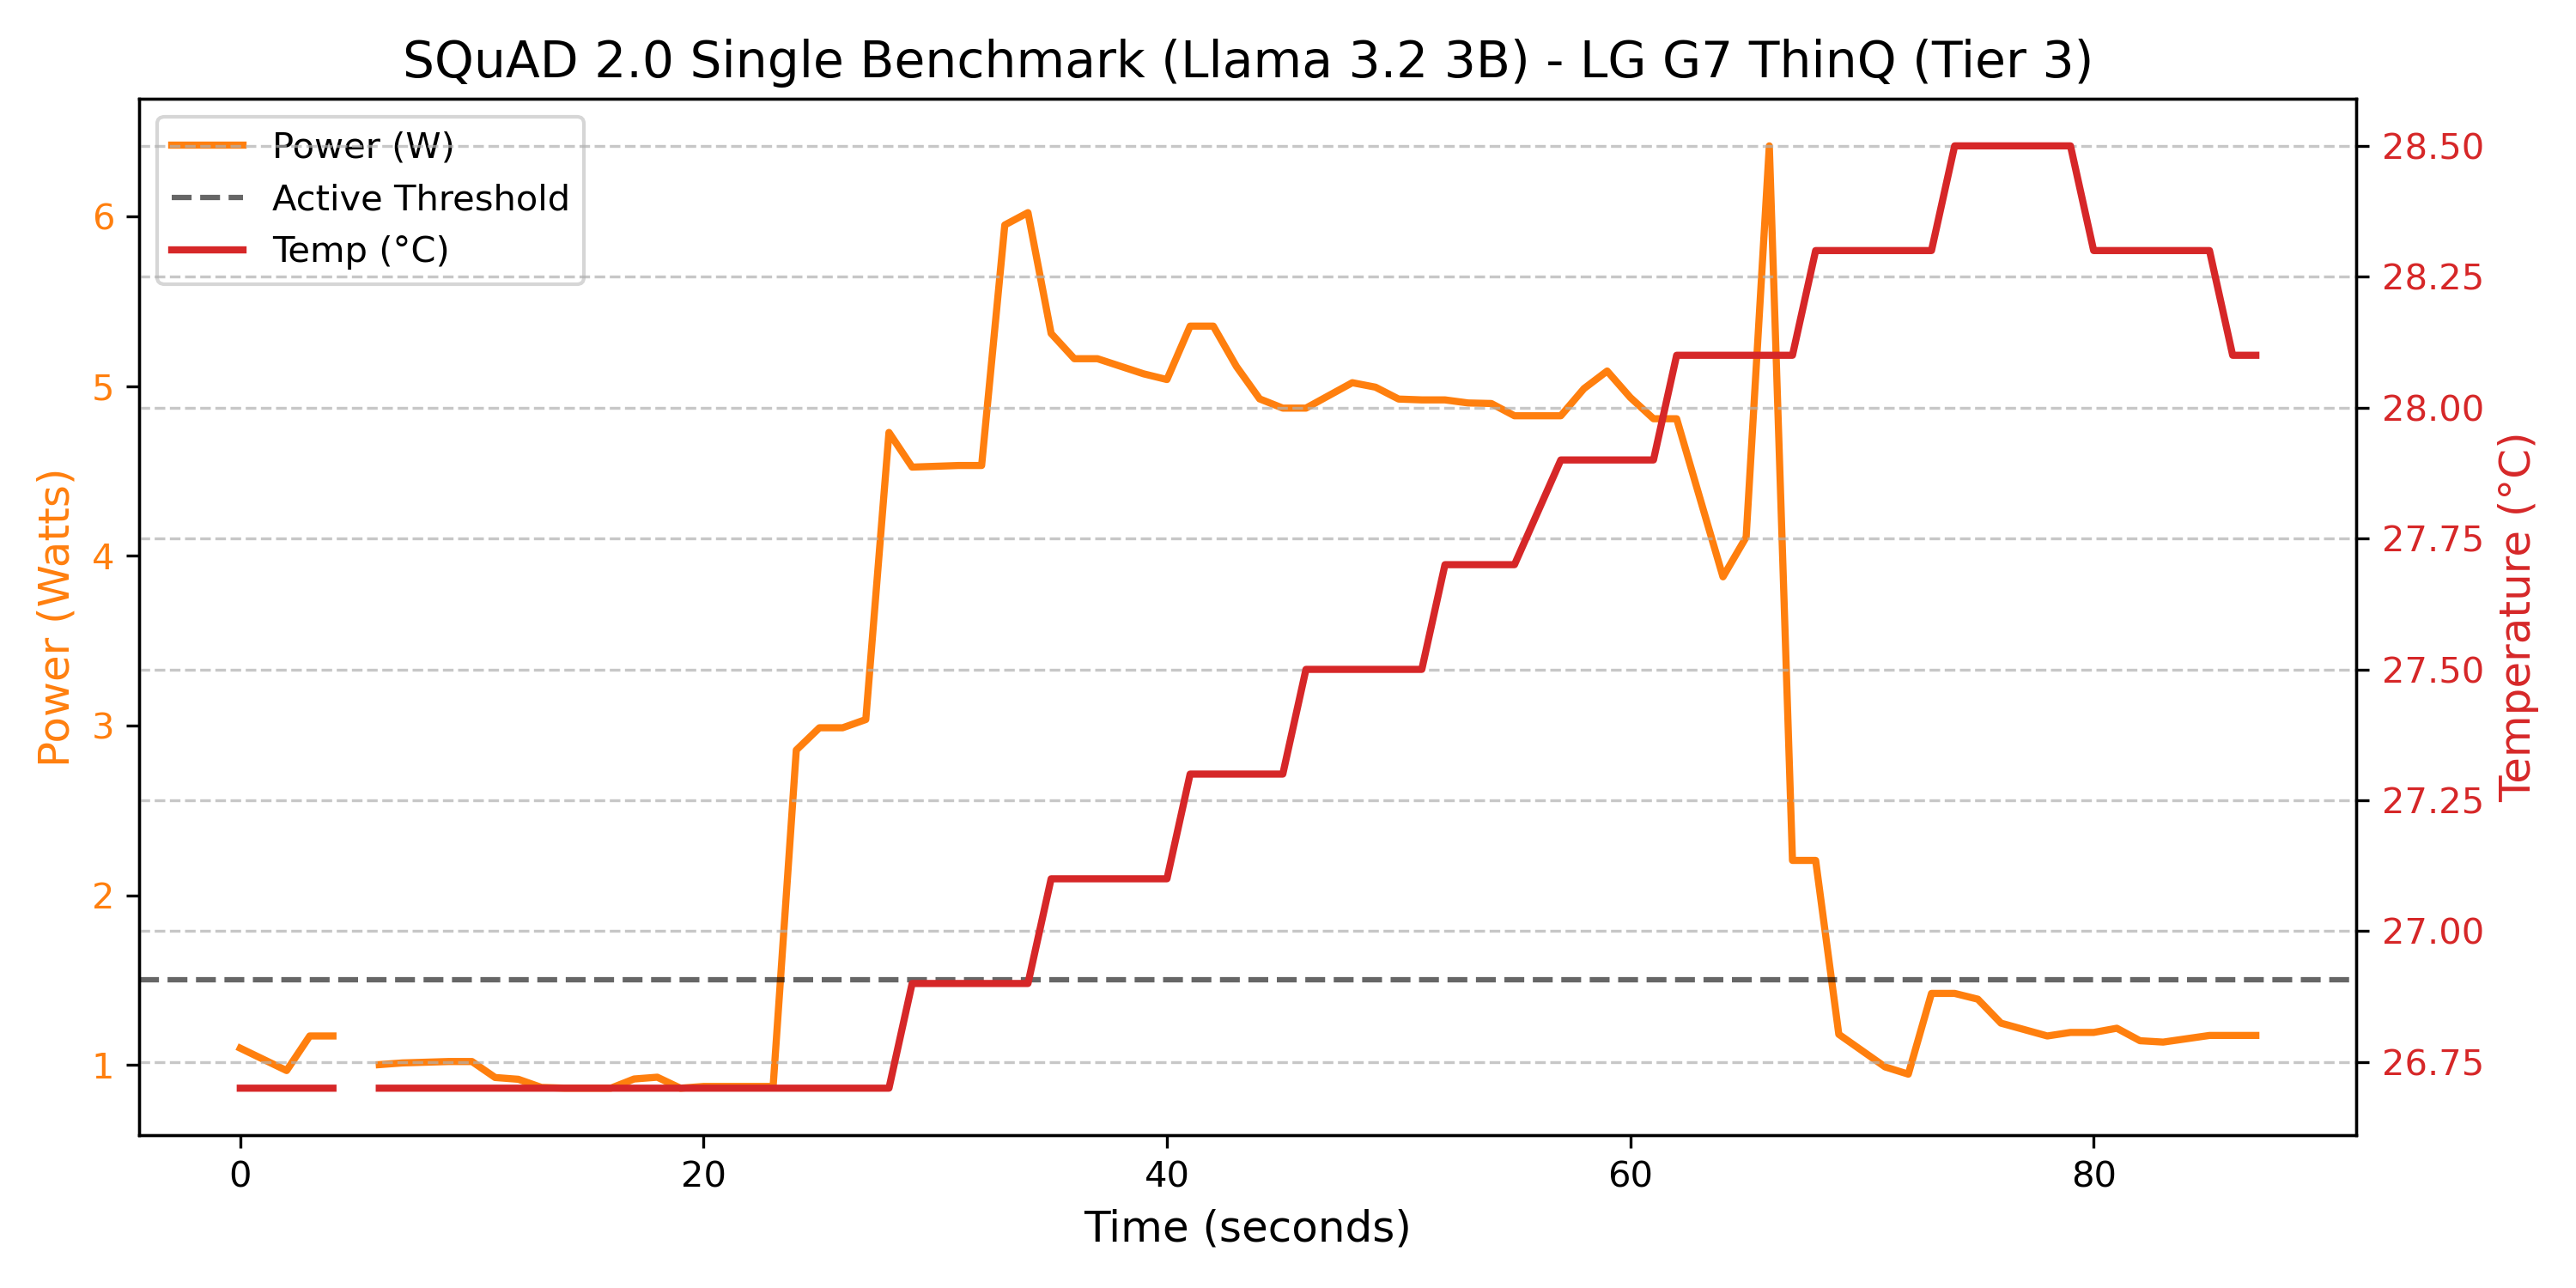 SQuAD 2.0 Single Benchmark (Llama 3.2 3B) - LG G7 ThinQ (Tier 3)
Power (W)
Active Threshold
Temp (°C)
Power (Watts)
6
5
4
3
2
1
28.50
28.25
28.00
27.75
27.50
27.25
27.00
26.75
Temperature (°C)
0 20 40 60 80
Time (seconds)